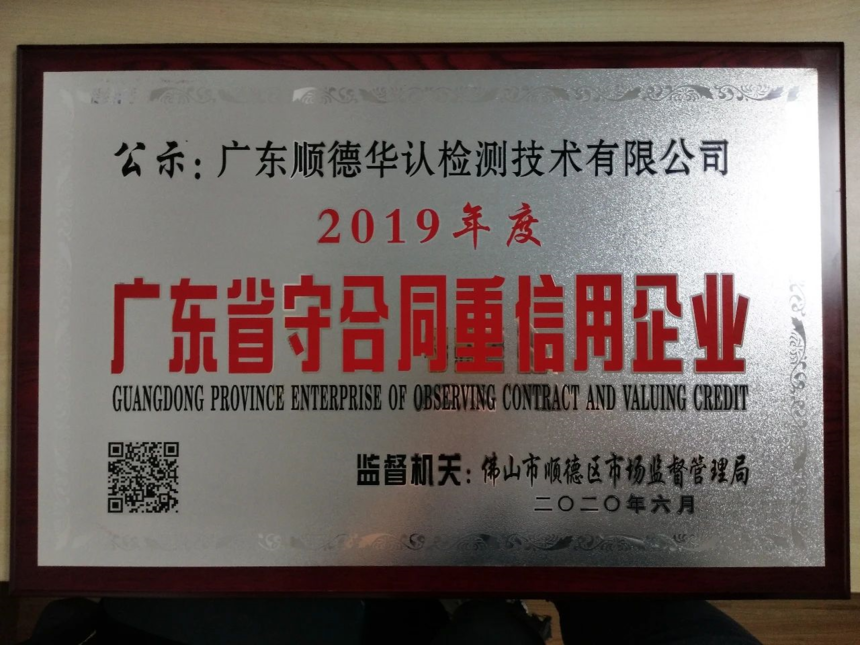 公示：广东顺德华认检测技术有限公司
2019年度
广东省守合同重信用企业
GUANGDONG PROVINCE ENTERPRISE OF OBSERVING CONTRACT AND VALUING CREDIT
监督机关：佛山市顺德区市场监督管理局
二〇二〇年六月